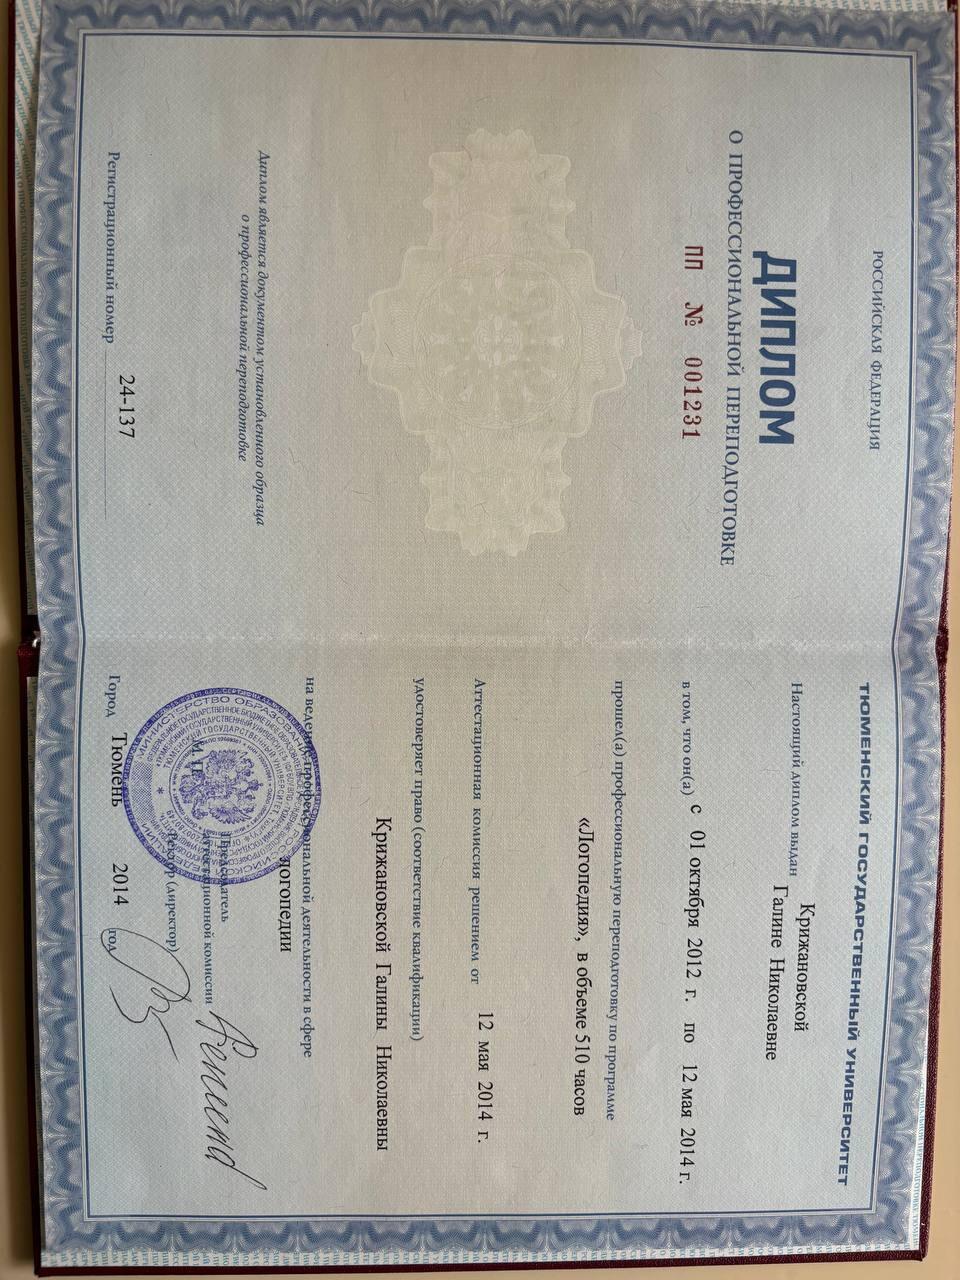 РОССИЙСКАЯ ФЕДЕРАЦИЯ
ДИПЛОМ
О ПРОФЕССИОНАЛЬНОЙ ПЕРЕПОДГОТОВКЕ
ПП № 001231
Диплом является документом установленного образца
о профессиональной переподготовке
Регистрационный номер 24-137
ТЮМЕНСКИЙ ГОСУДАРСТВЕННЫЙ УНИВЕРСИТЕТ
Настоящий диплом выдан Крижановской
Галине Николаевне
в том, что он(а) с 01 октября 2012 г. по 12 мая 2014 г.
прошел(а) профессиональную переподготовку по программе
«Логопедия», в объеме 510 часов
Аттестационная комиссия решением от 12 мая 2014 г.
удостоверяет право (соответствие квалификации)
Крижановской Галины Николаевны
на ведение профессиональной деятельности в сфере
логопедии
М.П.
Председатель
аттестационной комиссии
Ректор (директор)
Город Тюмень 2014 год